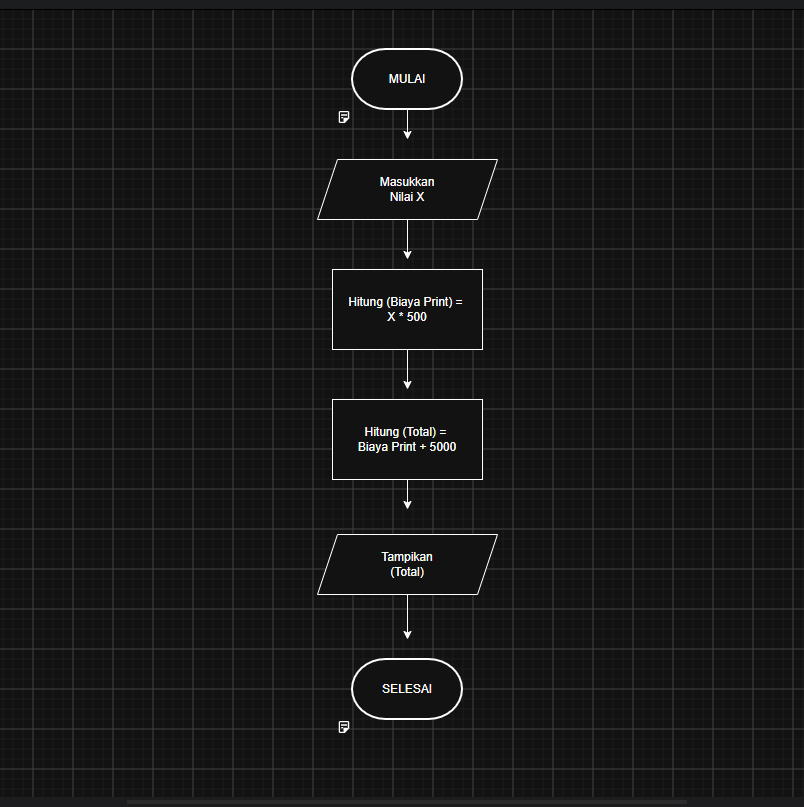 MULAI
Masukkan
Nilai X
Hitung (Biaya Print) =
X * 500
Hitung (Total) =
Biaya Print + 5000
Tampikan
(Total)
SELESAI